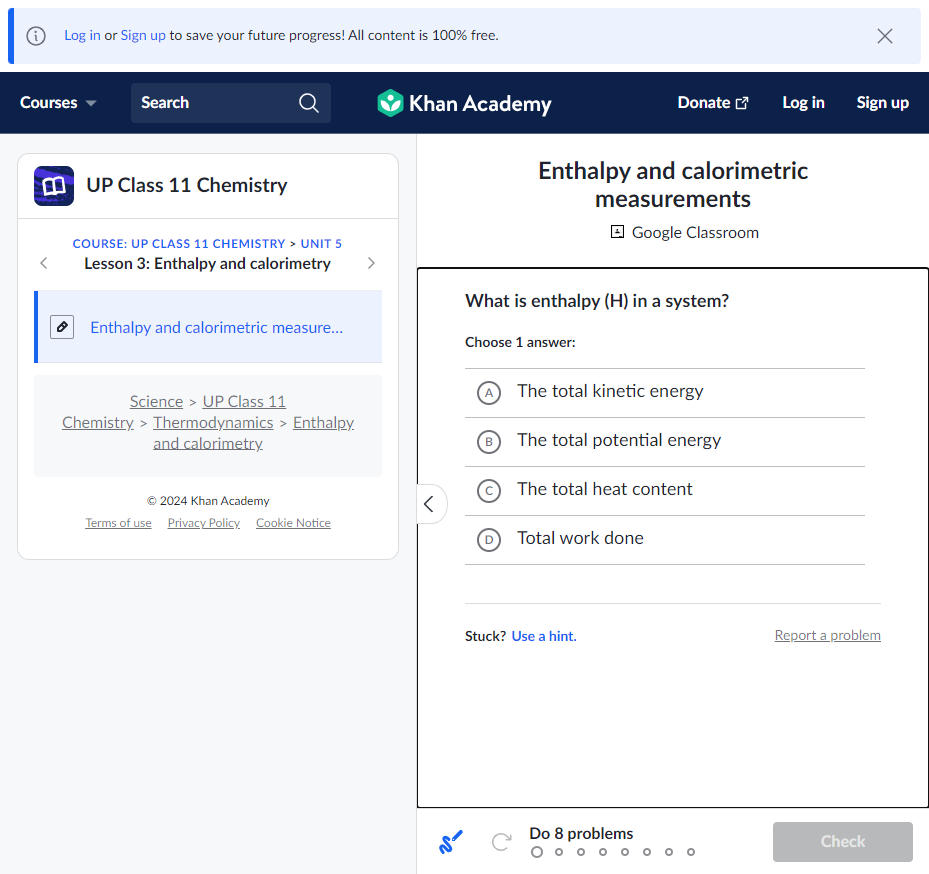 Log in or Sign up to save your future progress! All content is 100% free.
Courses
Search
Khan Academy
Donate
Log in
Sign up
UP Class 11 Chemistry
COURSE: UP CLASS 11 CHEMISTRY > UNIT 5
Lesson 3: Enthalpy and calorimetry
Enthalpy and calorimetric measure...
Science > UP Class 11
Chemistry > Thermodynamics > Enthalpy
and calorimetry
© 2024 Khan Academy
Terms of use Privacy Policy Cookie Notice
Enthalpy and calorimetric
measurements
Google Classroom
What is enthalpy (H) in a system?
Choose 1 answer:
A The total kinetic energy
B The total potential energy
C The total heat content
D Total work done
Stuck? Use a hint.
Report a problem
Do 8 problems
Check